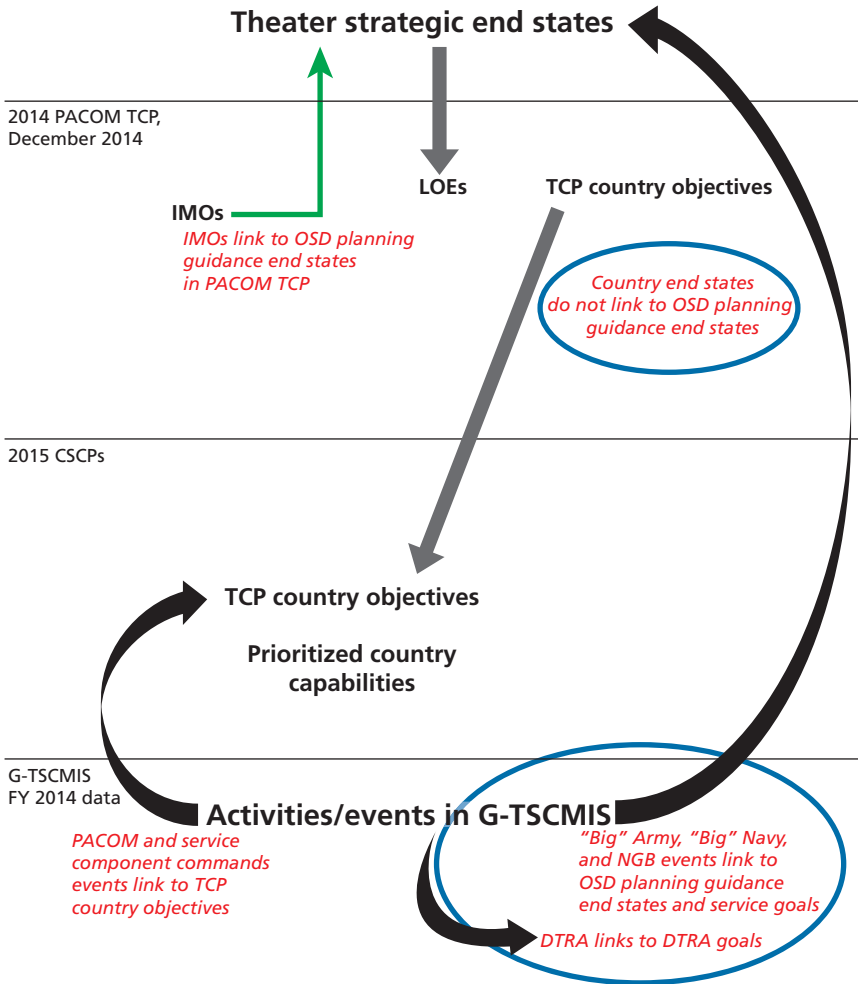 Theater strategic end states
2014 PACOM TCP,
December 2014
LOEs
TCP country objectives
IMOs
IMOs link to OSD planning
guidance end states
in PACOM TCP
Country end states
do not link to OSD planning
guidance end states
2015 CSCPs
TCP country objectives
Prioritized country
capabilities
G-TSCMIS
FY 2014 data
Activities/events in G-TSCMIS
PACOM and service
component commands
events link to TCP
country objectives
“Big” Army, “Big” Navy,
and NGB events link to
OSD planning guidance
end states and service goals
DTRA links to DTRA goals